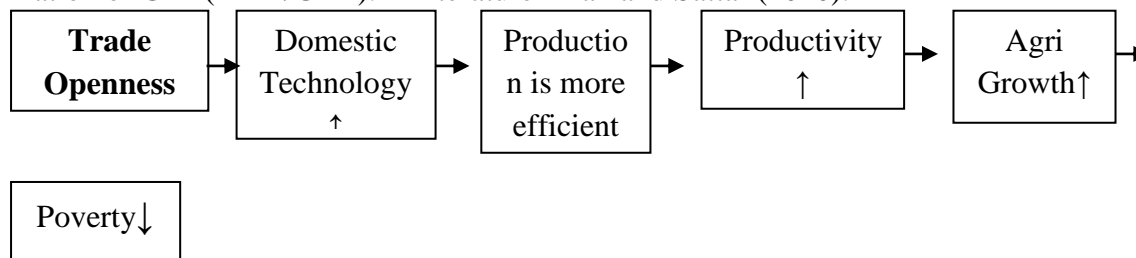 Trade
Openness
Domestic
Technology
↑
Productio
n is more
efficient
Productivity
↑
Agri
Growth↑
Poverty↓